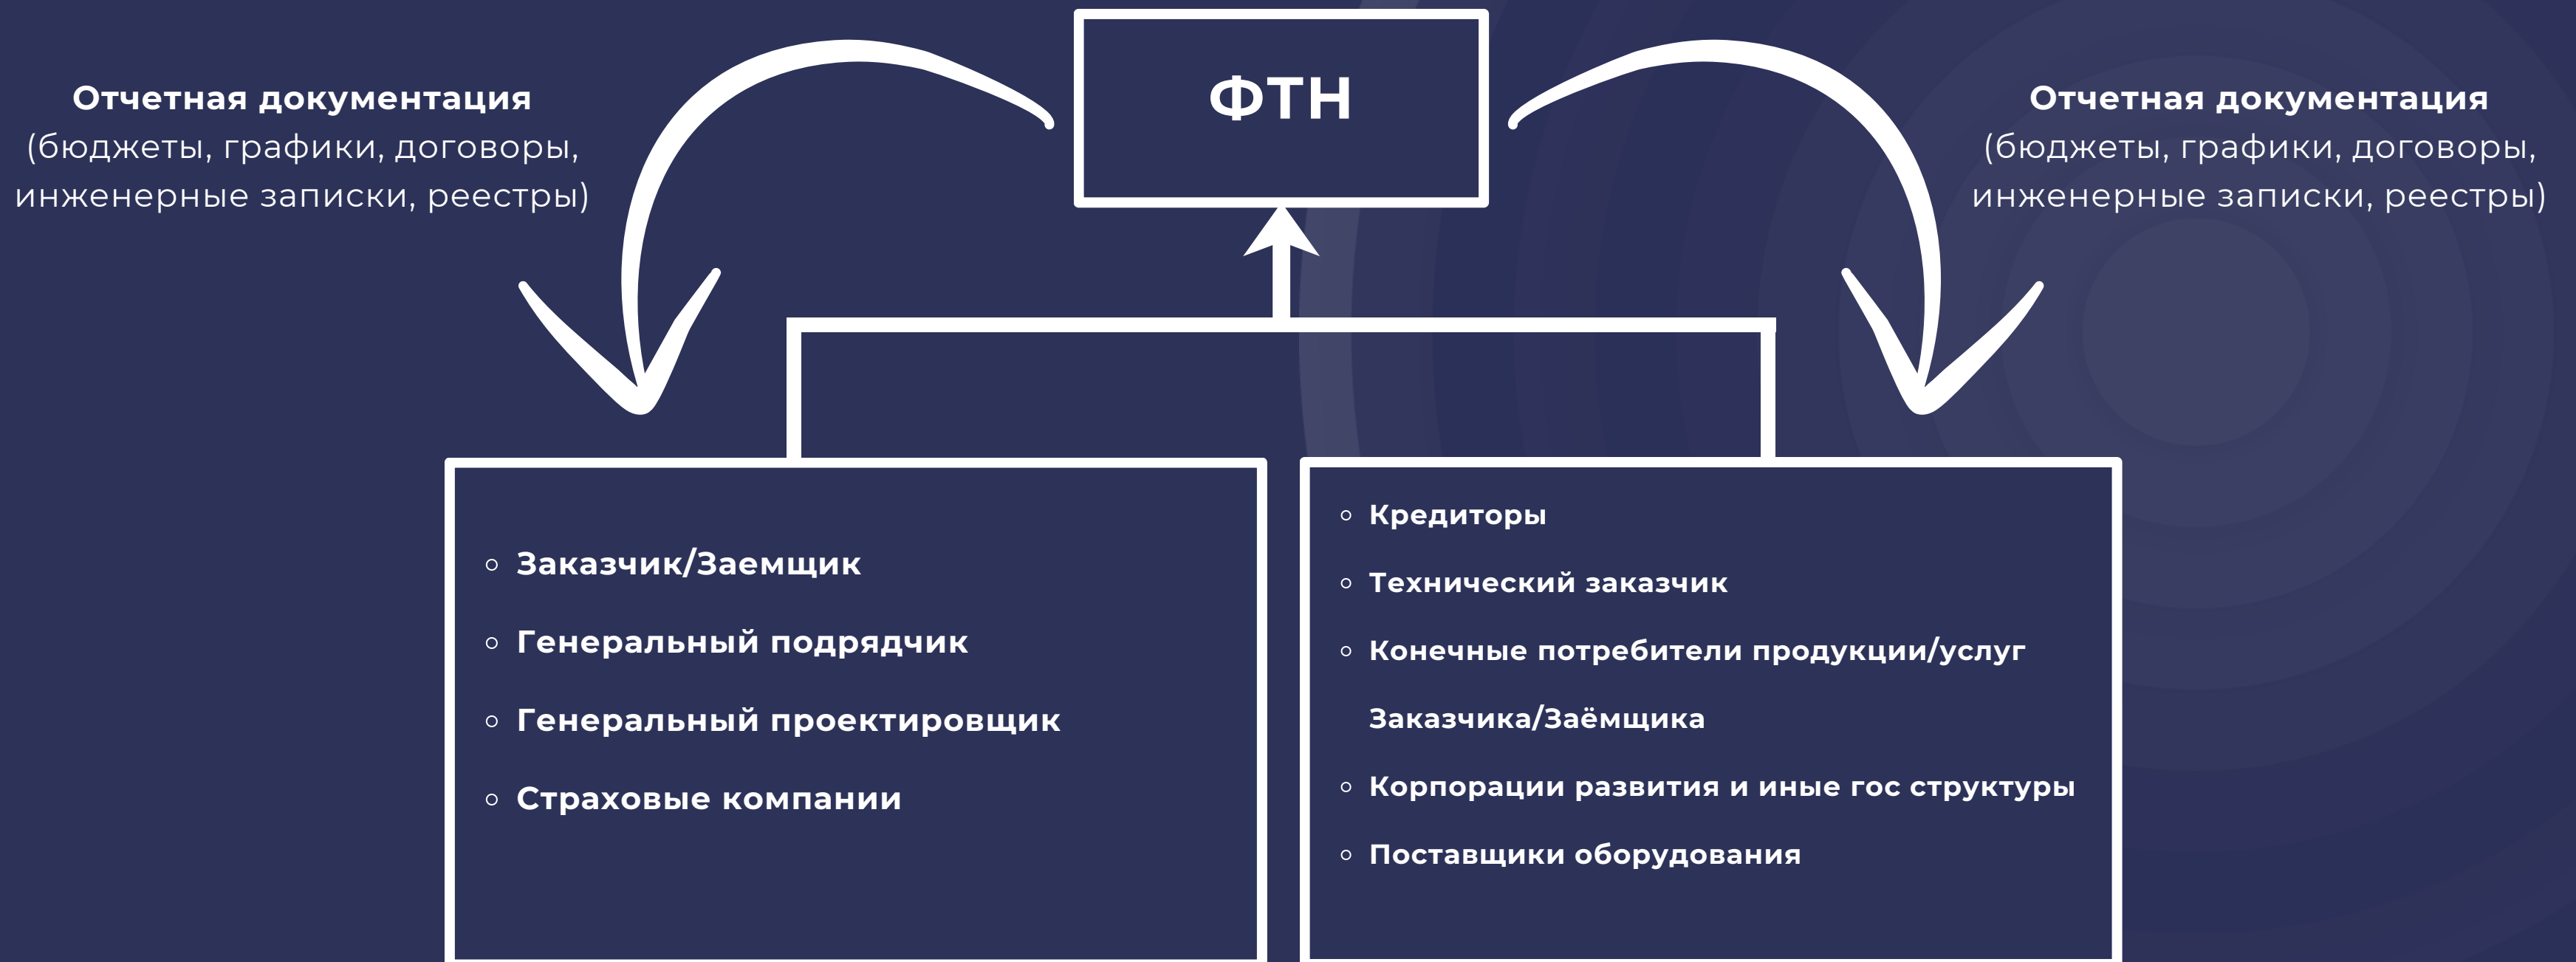 ФТН
Отчетная документация
(бюджеты, графики, договоры,
инженерные записки, реестры)
Отчетная документация
(бюджеты, графики, договоры,
инженерные записки, реестры)
Заказчик/Заемщик
Генеральный подрядчик
Генеральный проектировщик
Страховые компании
Кредиторы
Технический заказчик
Конечные потребители продукции/услуг
Заказчика/Заёмщика
Корпорации развития и иные гос структуры
Поставщики оборудования